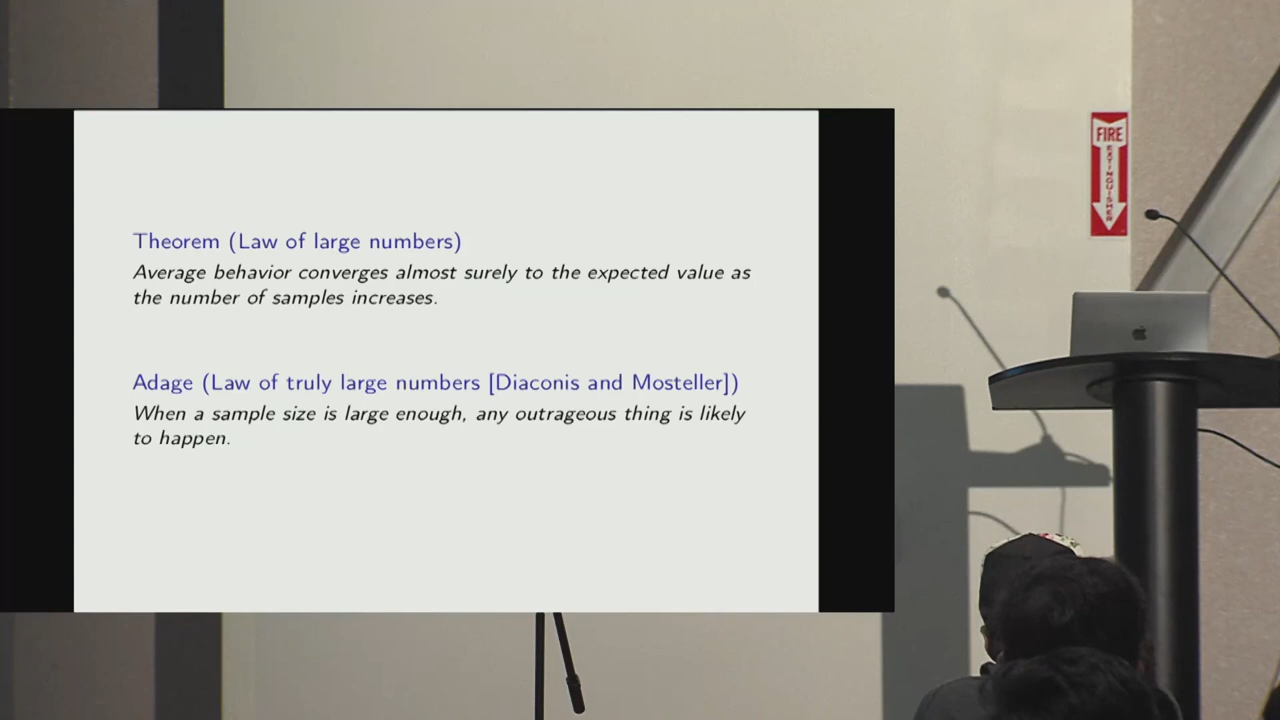 Theorem (Law of large numbers)
Average behavior converges almost surely to the expected value as
the number of samples increases.
Adage (Law of truly large numbers [Diaconis and Mosteller])
When a sample size is large enough, any outrageous thing is likely
to happen.
FIRE
EXTINGUISHER